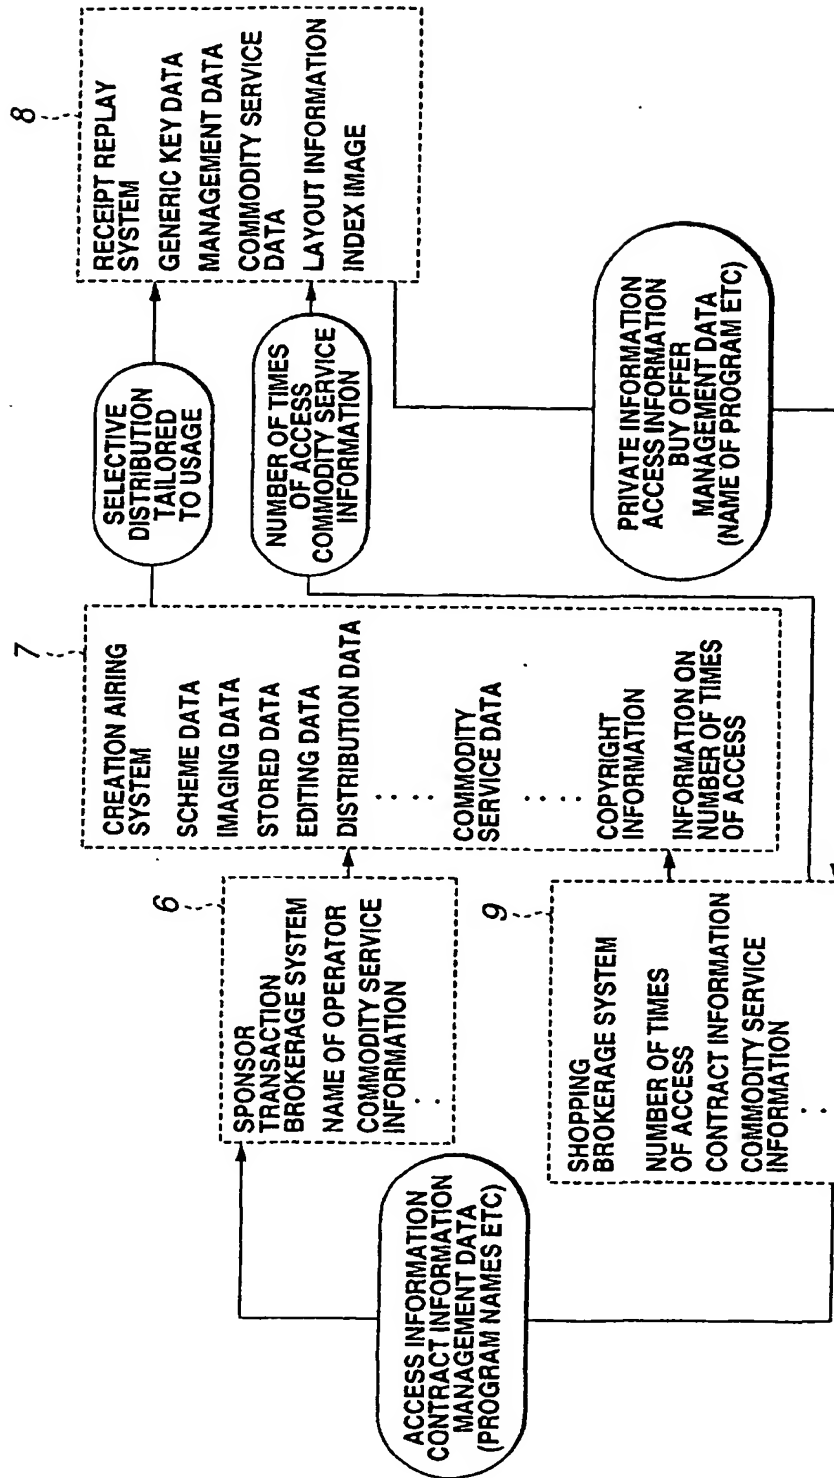 6
SPONSOR
TRANSACTION
BROKERAGE SYSTEM
NAME OF OPERATOR
COMMODITY SERVICE
INFORMATION
. .
7
CREATION AIRING
SYSTEM
SCHEME DATA
IMAGING DATA
STORED DATA
EDITING DATA
DISTRIBUTION DATA
. . . .
COMMODITY
SERVICE DATA
. . . .
COPYRIGHT
INFORMATION
INFORMATION ON
NUMBER OF TIMES
OF ACCESS
SELECTIVE
DISTRIBUTION
TAILORED
TO USAGE
8
RECEIPT REPLAY
SYSTEM
GENERIC KEY DATA
MANAGEMENT DATA
COMMODITY SERVICE
DATA
LAYOUT INFORMATION
INDEX IMAGE
NUMBER OF TIMES
OF ACCESS
COMMODITY SERVICE
INFORMATION
ACCESS INFORMATION
CONTRACT INFORMATION
MANAGEMENT DATA
(PROGRAM NAMES ETC)
9
SHOPPING
BROKERAGE SYSTEM
NUMBER OF TIMES
OF ACCESS
CONTRACT INFORMATION
COMMODITY SERVICE
INFORMATION
. .
PRIVATE INFORMATION
ACCESS INFORMATION
BUY OFFER
MANAGEMENT DATA
(NAME OF PROGRAM ETC)